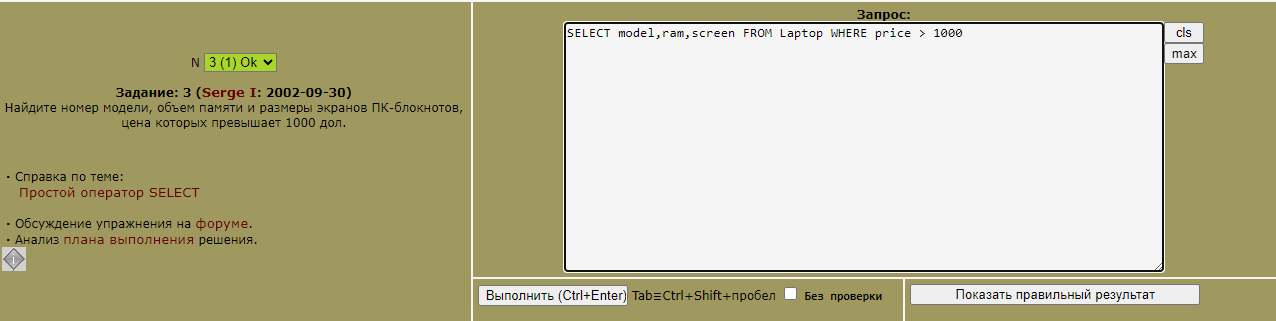 N 3 (1) Ok
Задание: 3 (Serge I: 2002-09-30)
Найдите номер модели, объем памяти и размеры экранов ПК-блокнотов,
цена которых превышает 1000 дол.
· Справка по теме:
Простой оператор SELECT
· Обсуждение упражнения на форуме.
· Анализ плана выполнения решения.
Запрос:
SELECT model,ram,screen FROM Laptop WHERE price > 1000
cls
max
Выполнить (Ctrl+Enter) Tab≡Ctrl+Shift+пробел Без проверки
Показать правильный результат